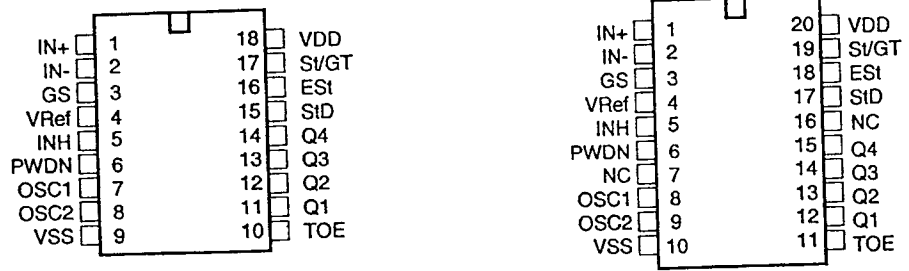 IN+ 1 18 VDD
IN- 2 17 St/GT
GS 3 16 ESt
VRef 4 15 StD
INH 5 14 Q4
PWDN 6 13 Q3
OSC1 7 12 Q2
OSC2 8 11 Q1
VSS 9 10 TOE
IN+ 1 20 VDD
IN- 2 19 St/GT
GS 3 18 ESt
VRef 4 17 StD
INH 5 16 NC
PWDN 6 15 Q4
NC 7 14 Q3
OSC1 8 13 Q2
OSC2 9 12 Q1
VSS 10 11 TOE